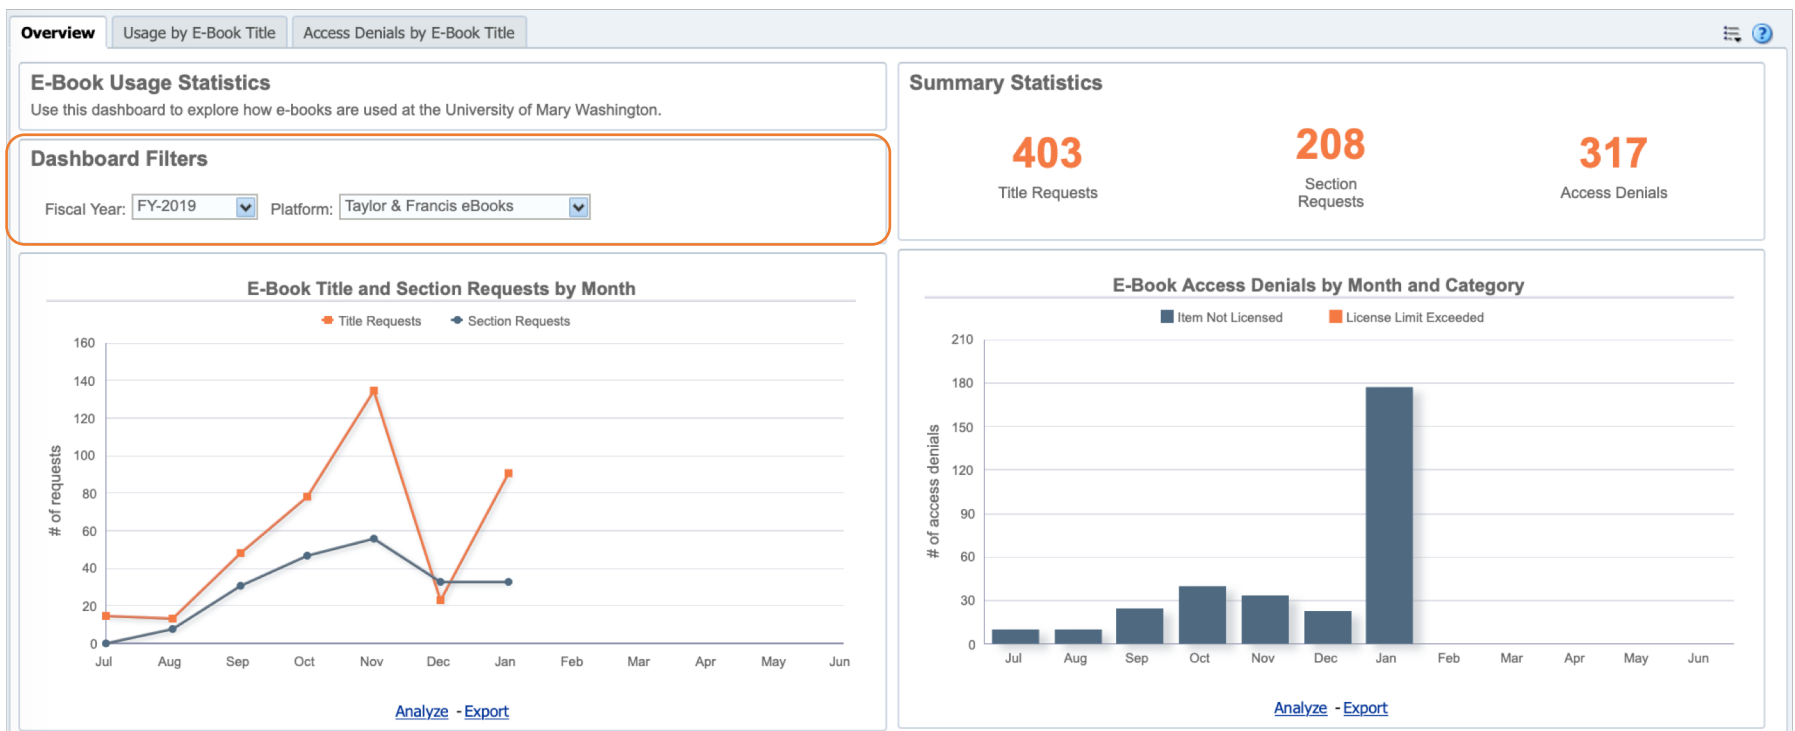 Overview
Usage by E-Book Title
Access Denials by E-Book Title
?
E-Book Usage Statistics
Use this dashboard to explore how e-books are used at the University of Mary Washington.
Dashboard Filters
Fiscal Year: FY-2019 Platform: Taylor & Francis eBooks
Summary Statistics
403
Title Requests
208
Section
Requests
317
Access Denials
E-Book Title and Section Requests by Month
Title Requests Section Requests
# of requests
160
140
120
100
80
60
40
20
0
Jul Aug Sep Oct Nov Dec Jan Feb Mar Apr May Jun
Analyze - Export
E-Book Access Denials by Month and Category
Item Not Licensed License Limit Exceeded
# of access denials
210
180
150
120
90
60
30
0
Jul Aug Sep Oct Nov Dec Jan Feb Mar Apr May Jun
Analyze - Export